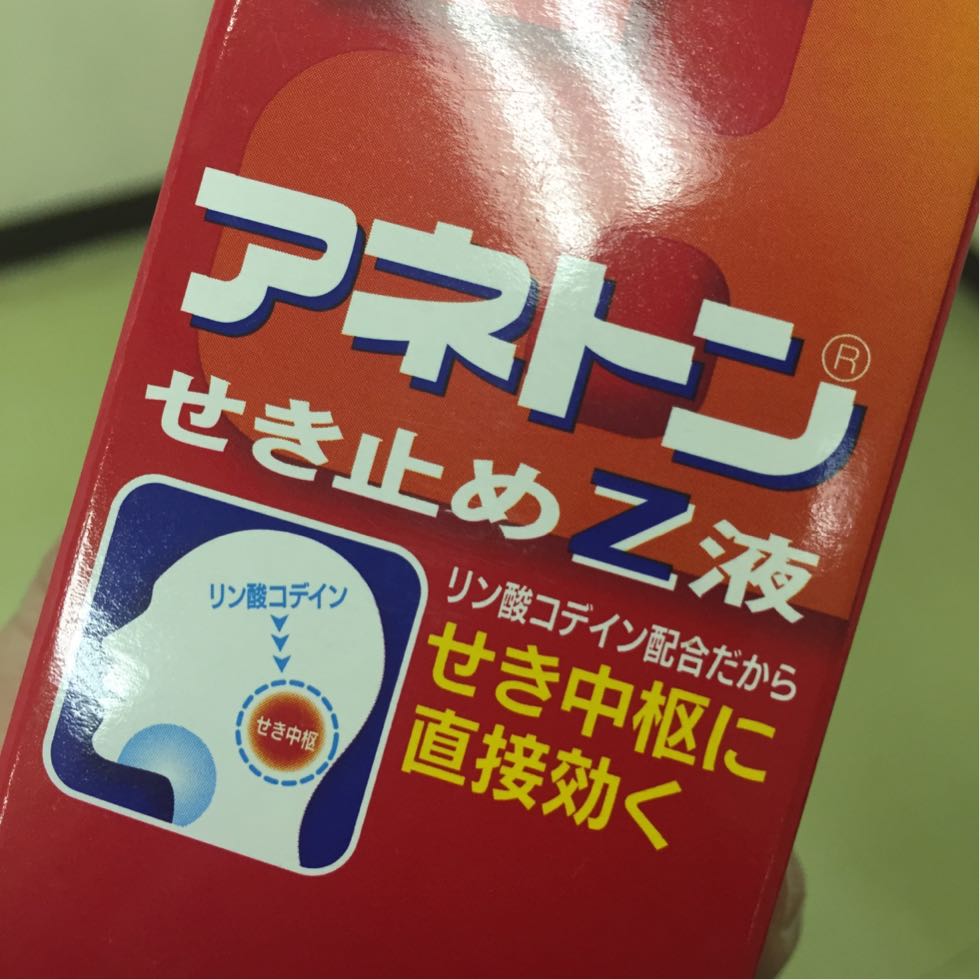 アネトン®
せき止めZ液
リン酸コデイン
せき中枢
リン酸コデイン配合だから
せき中枢に
直接効く